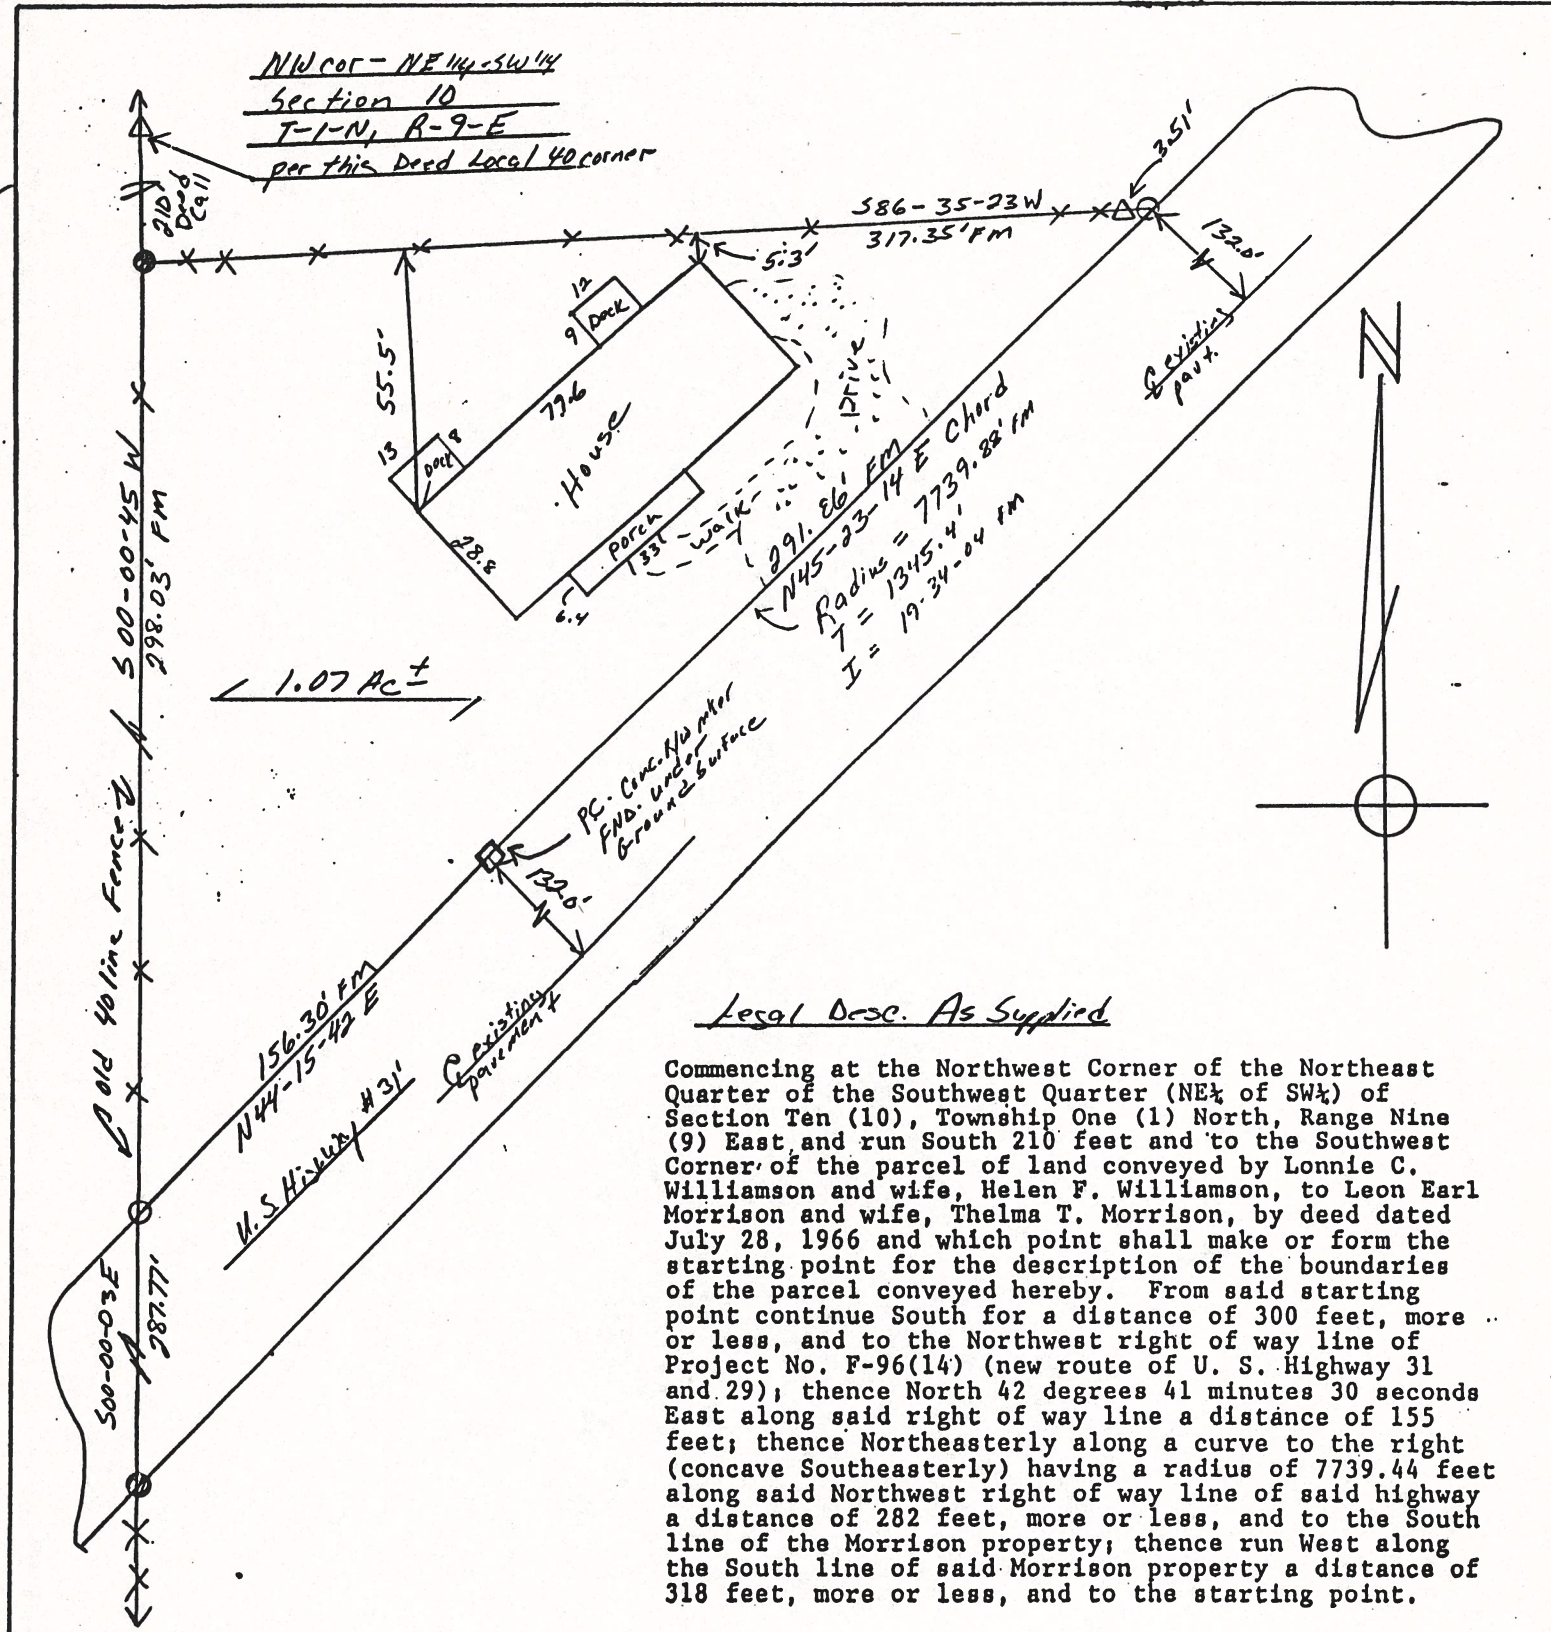 NW cor - NE 1/4 - SW 1/4
Section 10
T-1-N, R-9-E
per this Deed Local 40 corner
210'
Deed
Call
3.51'
S86-35-23W
317.35' FM
132.0-
5.3'
℄ existing
pavt.
N
55.5'
12
9
Deck
79.6
13
8
Deck
House
28.8
Porch
33'
6.4
Walk
Drive
S 00-00-45 W
298.03' FM
291.86' FM
N45-23-14 E Chord
Radius = 7739.88' FM
T = 1345.4'
I = 19-34-04 FM
1.07 Ac ±
PC. Conc. R/W mker
FND. under
Ground Surface
132.0-
Old 40 line Fence
156.30' FM
N44-15-42 E
℄ existing
pavement
U.S. Highway #31'
S00-00-03E
287.77'
Legal Desc. As Supplied
Commencing at the Northwest Corner of the Northeast
Quarter of the Southwest Quarter (NE¼ of SW¼) of
Section Ten (10), Township One (1) North, Range Nine
(9) East, and run South 210 feet and to the Southwest
Corner of the parcel of land conveyed by Lonnie C.
Williamson and wife, Helen F. Williamson, to Leon Earl
Morrison and wife, Thelma T. Morrison, by deed dated
July 28, 1966 and which point shall make or form the
starting point for the description of the boundaries
of the parcel conveyed hereby. From said starting
point continue South for a distance of 300 feet, more
or less, and to the Northwest right of way line of
Project No. F-96(14) (new route of U. S. Highway 31
and 29); thence North 42 degrees 41 minutes 30 seconds
East along said right of way line a distance of 155
feet; thence Northeasterly along a curve to the right
(concave Southeasterly) having a radius of 7739.44 feet
along said Northwest right of way line of said highway
a distance of 282 feet, more or less, and to the South
line of the Morrison property; thence run West along
the South line of said Morrison property a distance of
318 feet, more or less, and to the starting point.